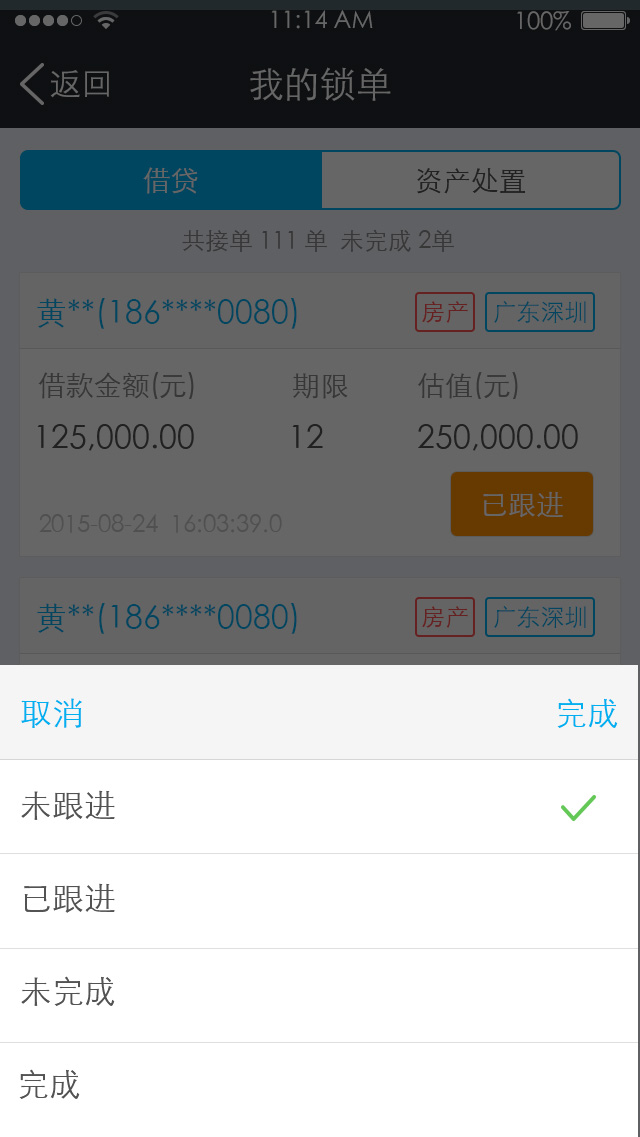 11:14 AM 100%
返回 我的锁单
借贷 资产处置
共接单 111 单 未完成 2单
黄**(186****0080) 房产 广东深圳
借款金额(元) 期限 估值(元)
125,000.00 12 250,000.00
已跟进
2015-08-24 16:03:39.0
黄**(186****0080) 房产 广东深圳
取消 完成
未跟进
已跟进
未完成
完成